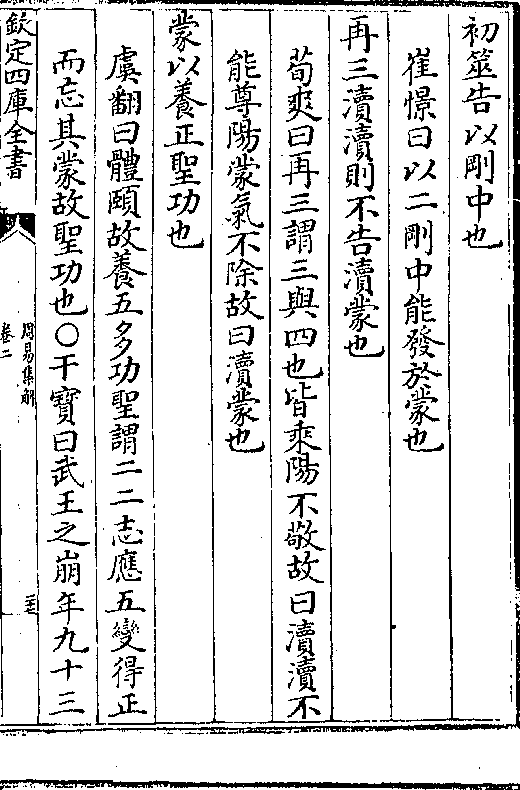 初筮告以剛中也
崔憬曰以二剛中能發於蒙也
再三瀆瀆則不告瀆蒙也
荀爽曰再三謂三與四也皆乘陽不敬故曰瀆瀆不
能尊陽蒙氣不除故曰瀆蒙也
蒙以養正聖功也
虞翻曰體頤故養五多功聖謂二二志應五變得正
而忘其蒙故聖功也〇干寶曰武王之崩年九十三
欽定四庫全書
周易集解
卷二